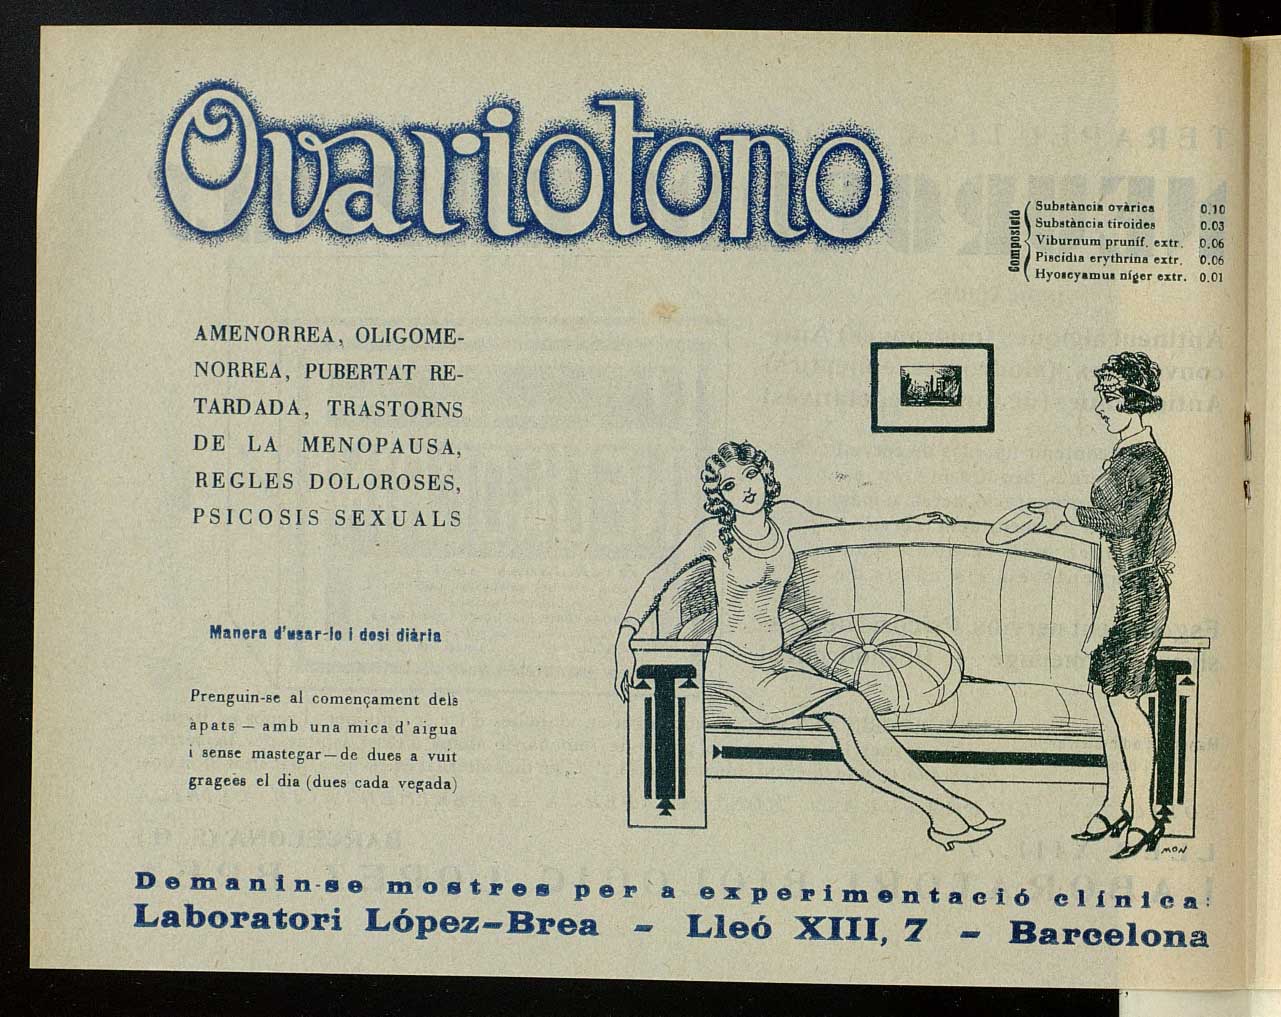 Ovariotono
Composició
Substància ovàrica 0.10
Substància tiroides 0.03
Viburnum prunif. extr. 0.06
Piscídia erythrina extr. 0.06
Hyoscyamus níger extr. 0.01
AMENORREA, OLIGOME-
NORREA, PUBERTAT RE-
TARDADA, TRASTORNS
DE LA MENOPAUSA,
REGLES DOLOROSES,
PSICOSIS SEXUALS
Manera d'usar-lo i dosi diària
Prenguin-se al començament dels
àpats — amb una mica d'aigua
i sense mastegar — de dues a vuit
gragees el dia (dues cada vegada)
MON
Demanin-se mostres per a experimentació clínica:
Laboratori López-Brea - Lleó XIII, 7 - Barcelona